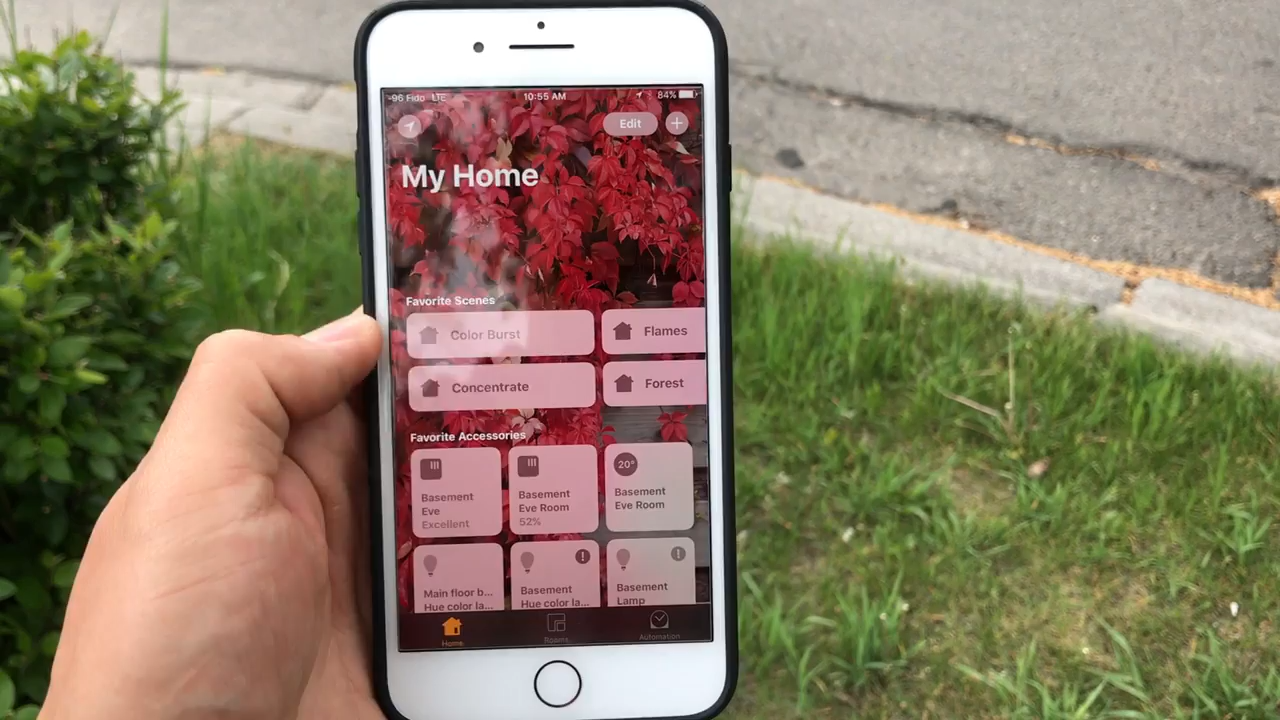 -96 Fido LTE 10:55 AM 84%
Edit
My Home
Favorite Scenes
Color Burst Flames
Concentrate Forest
Favorite Accessories
20°
Basement
Eve
Excellent
Basement
Eve Room
52%
Basement
Eve Room
Main floor b...
Hue color la...
Basement
Hue color la...
Basement
Lamp
Home Rooms Automation